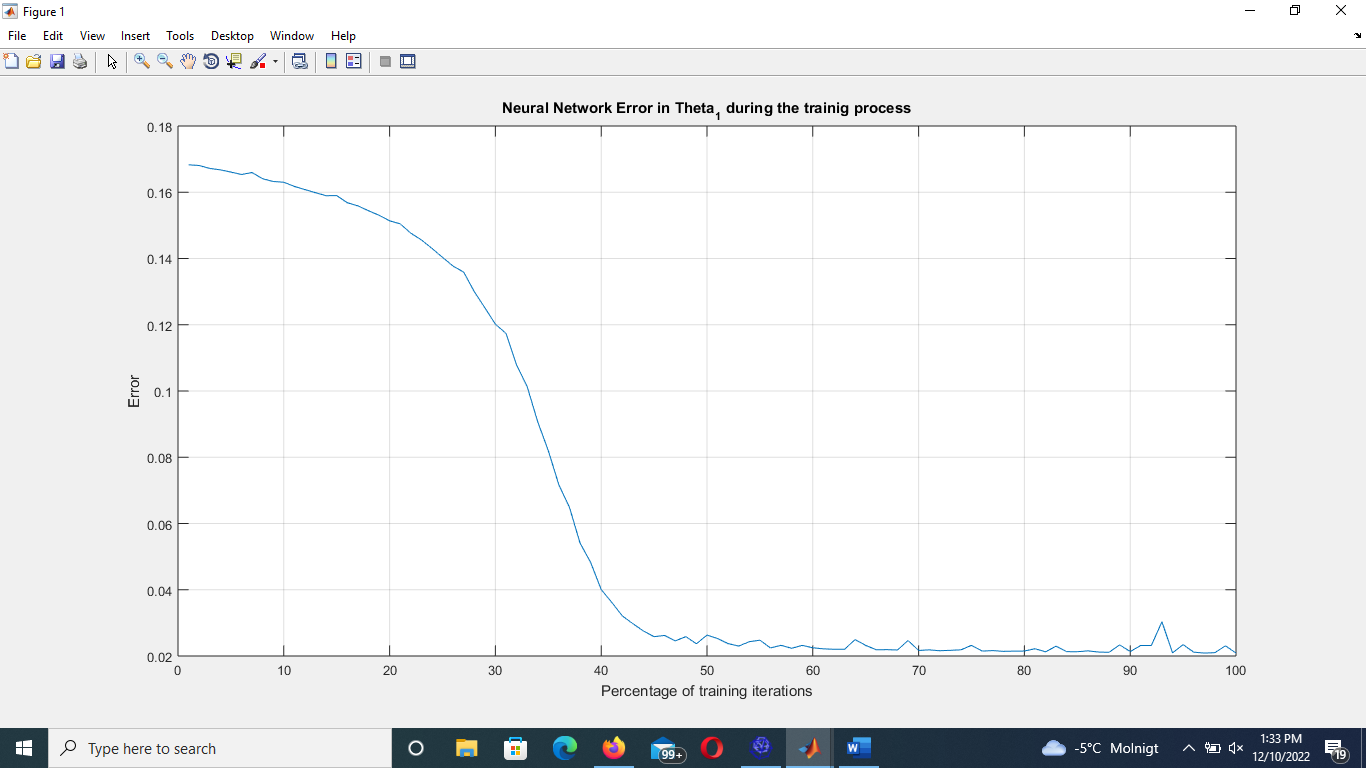 Figure 1
File Edit View Insert Tools Desktop Window Help
Neural Network Error in Theta1 during the trainig process
0.18
0.16
0.14
0.12
0.1
0.08
0.06
0.04
0.02
Error
0 10 20 30 40 50 60 70 80 90 100
Percentage of training iterations
Type here to search
99+
W
-5°C Molnigt
1:33 PM
12/10/2022
19